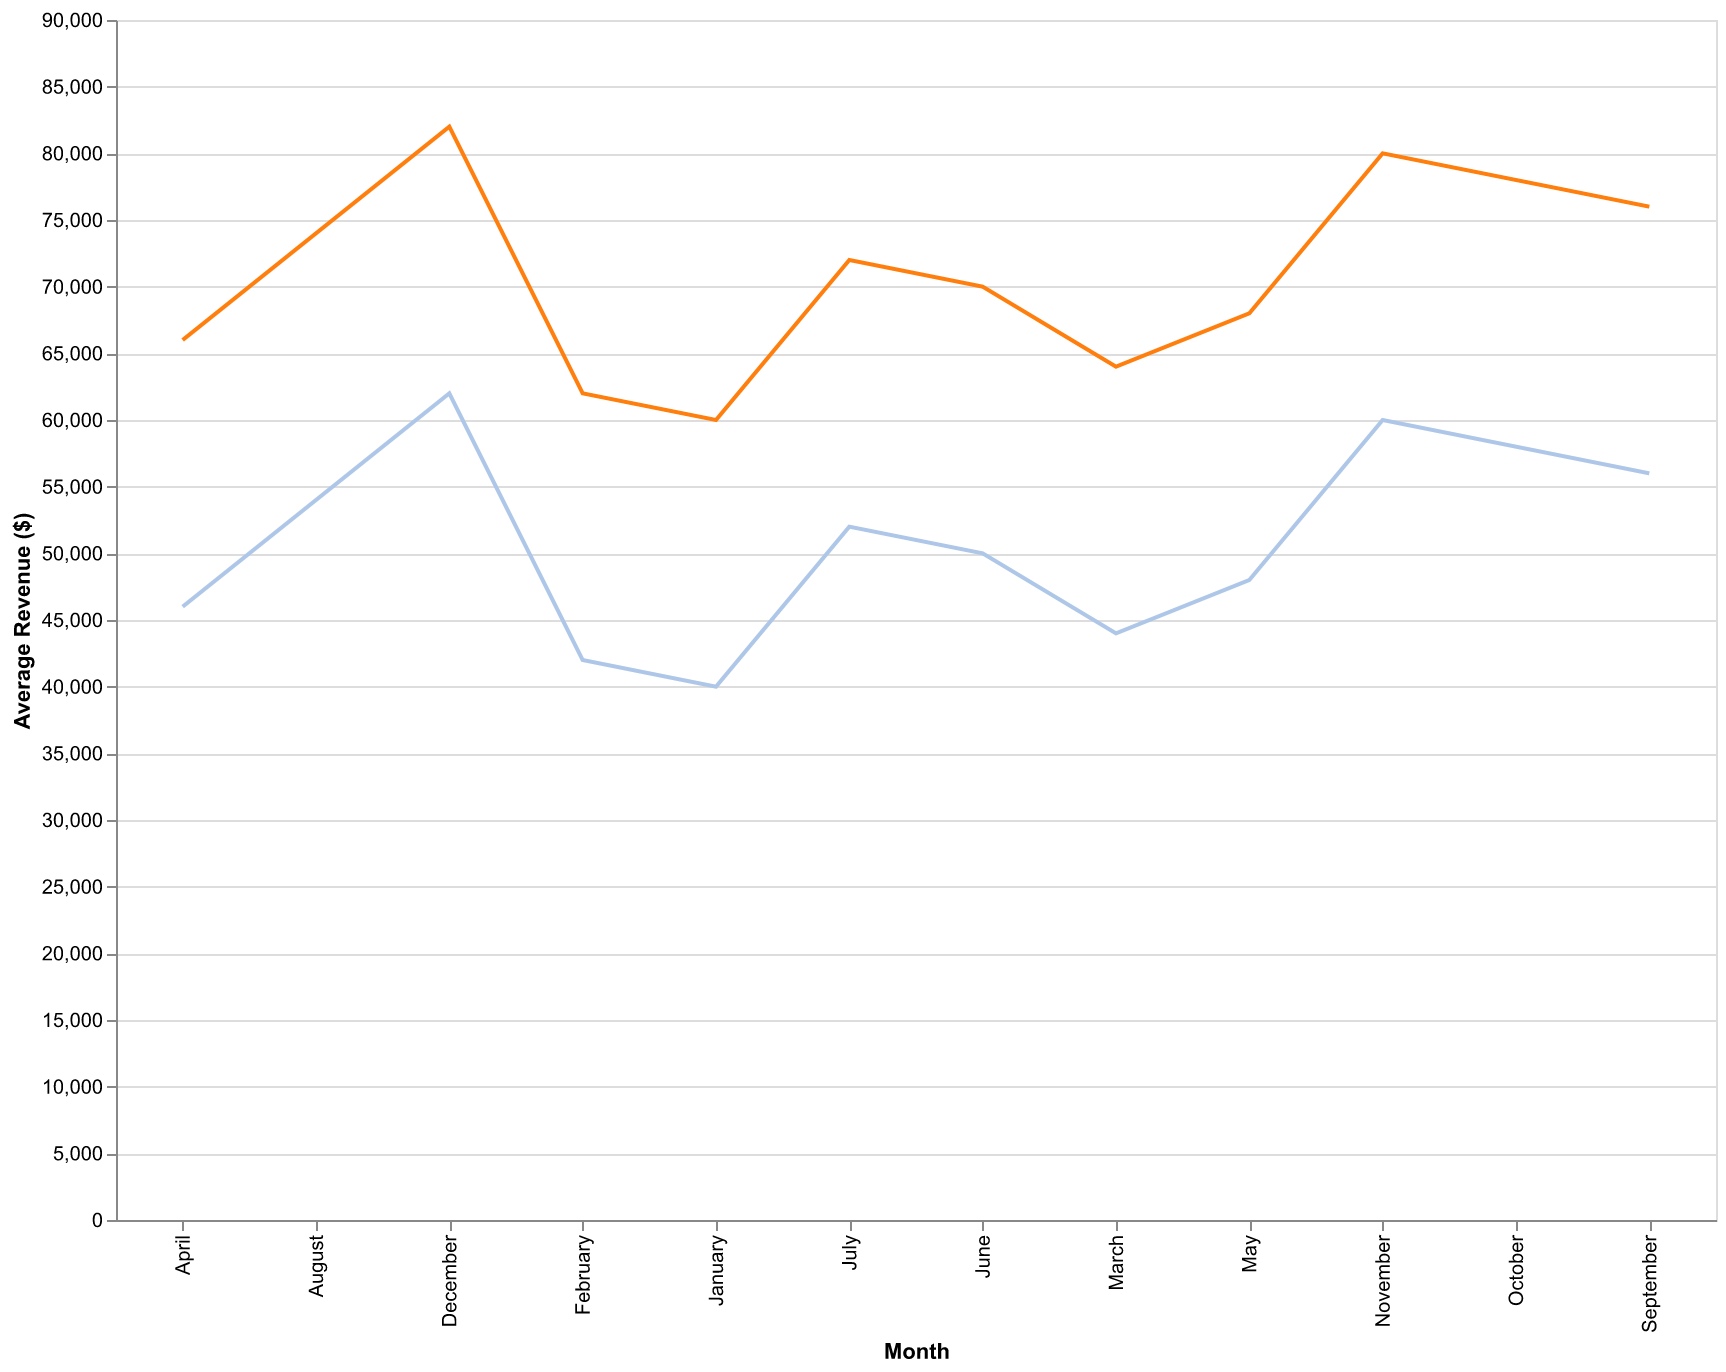 90,000
85,000
80,000
75,000
70,000
65,000
60,000
55,000
50,000
45,000
40,000
35,000
30,000
25,000
20,000
15,000
10,000
5,000
0
Average Revenue ($)
April
August
December
February
January
July
June
March
May
November
October
September
Month